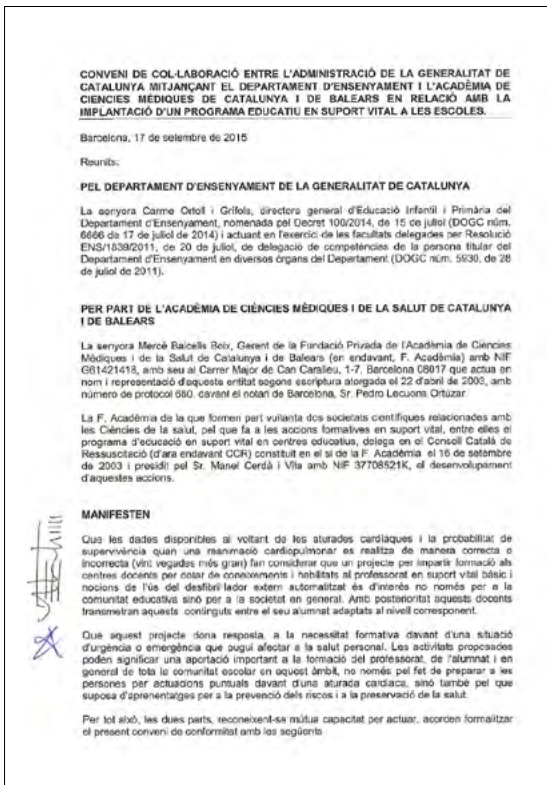 CONVENI DE COL·LABORACIÓ ENTRE L'ADMINISTRACIÓ DE LA GENERALITAT DE
CATALUNYA MITJANÇANT EL DEPARTAMENT D'ENSENYAMENT I L'ACADÈMIA DE
CIENCIES MÈDIQUES DE CATALUNYA I DE BALEARS EN RELACIÓ AMB LA
IMPLANTACIÓ D'UN PROGRAMA EDUCATIU EN SUPORT VITAL A LES ESCOLES.
Barcelona, 17 de setembre de 2015
Reunits:
PEL DEPARTAMENT D'ENSENYAMENT DE LA GENERALITAT DE CATALUNYA
La senyora Carme Ortoll i Grífols, directora general d'Educació Infantil i Primària del
Departament d'Ensenyament, nomenada pel Decret 100/2014, de 15 de juliol (DOGC núm.
6666 de 17 de juliol de 2014) i actuant en l'exercici de les facultats delegades per Resolució
ENS/1839/2011, de 20 de juliol, de delegació de competències de la persona titular del
Departament d'Ensenyament en diversos òrgans del Departament (DOGC núm. 5930, de 28
de juliol de 2011).
PER PART DE L'ACADÈMIA DE CIÈNCIES MÈDIQUES I DE LA SALUT DE CATALUNYA
I DE BALEARS
La senyora Mercè Balcells Boix, Gerent de la Fundació Privada de l'Acadèmia de Ciències
Mèdiques i de la Salut de Catalunya i de Balears (en endavant, F. Acadèmia) amb NIF
G61421418, amb seu al Carrer Major de Can Caralleu, 1-7, Barcelona 08017 que actua en
nom i representació d'aquesta entitat segons escriptura atorgada el 22 d'abril de 2003, amb
número de protocol 680, davant el notari de Barcelona, Sr. Pedro Lecuona Ortúzar
La F. Acadèmia de la que formen part vuitanta dos societats científiques relacionades amb
les Ciències de la salut, pel que fa a les accions formatives en suport vital, entre elles el
programa d'educació en suport vital en centres educatius, delega en el Consell Català de
Ressuscitació (d'ara endavant CCR) constituït en el si de la F. Acadèmia el 16 de setembre
de 2003 i presidit pel Sr. Manel Cerdà i Vila amb NIF 37708521K, el desenvolupament
d'aquestes accions.
MANIFESTEN
Que les dades disponibles al voltant de les aturades cardíaques i la probabilitat de
supervivència quan una reanimació cardiopulmonar es realitza de manera correcta o
incorrecta (vint vegades més gran) fan considerar que un projecte per impartir formació als
centres docents per dotar de coneixements i habilitats al professorat en suport vital bàsic i
nocions de l'ús del desfibril·lador extern automatitzat és d'interès no només per a la
comunitat educativa sinó per a la societat en general. Amb posterioritat aquests docents
transmetran aquests continguts entre el seu alumnat adaptats al nivell corresponent.
Que aquest projecte dona resposta, a la necessitat formativa davant d'una situació
d'urgència o emergència que pugui afectar a la salut personal. Les activitats proposades
poden significar una aportació important a la formació del professorat, de l'alumnat i en
general de tota la comunitat escolar en aquest àmbit, no només pel fet de preparar a les
persones per actuacions puntuals davant d'una aturada cardíaca, sinó també pel que
suposa d'aprenentatges per a la prevenció dels riscos i a la preservació de la salut.
Per tot això, les dues parts, reconeixent-se mútua capacitat per actuar, acorden formalitzar
el present conveni de conformitat amb les següents